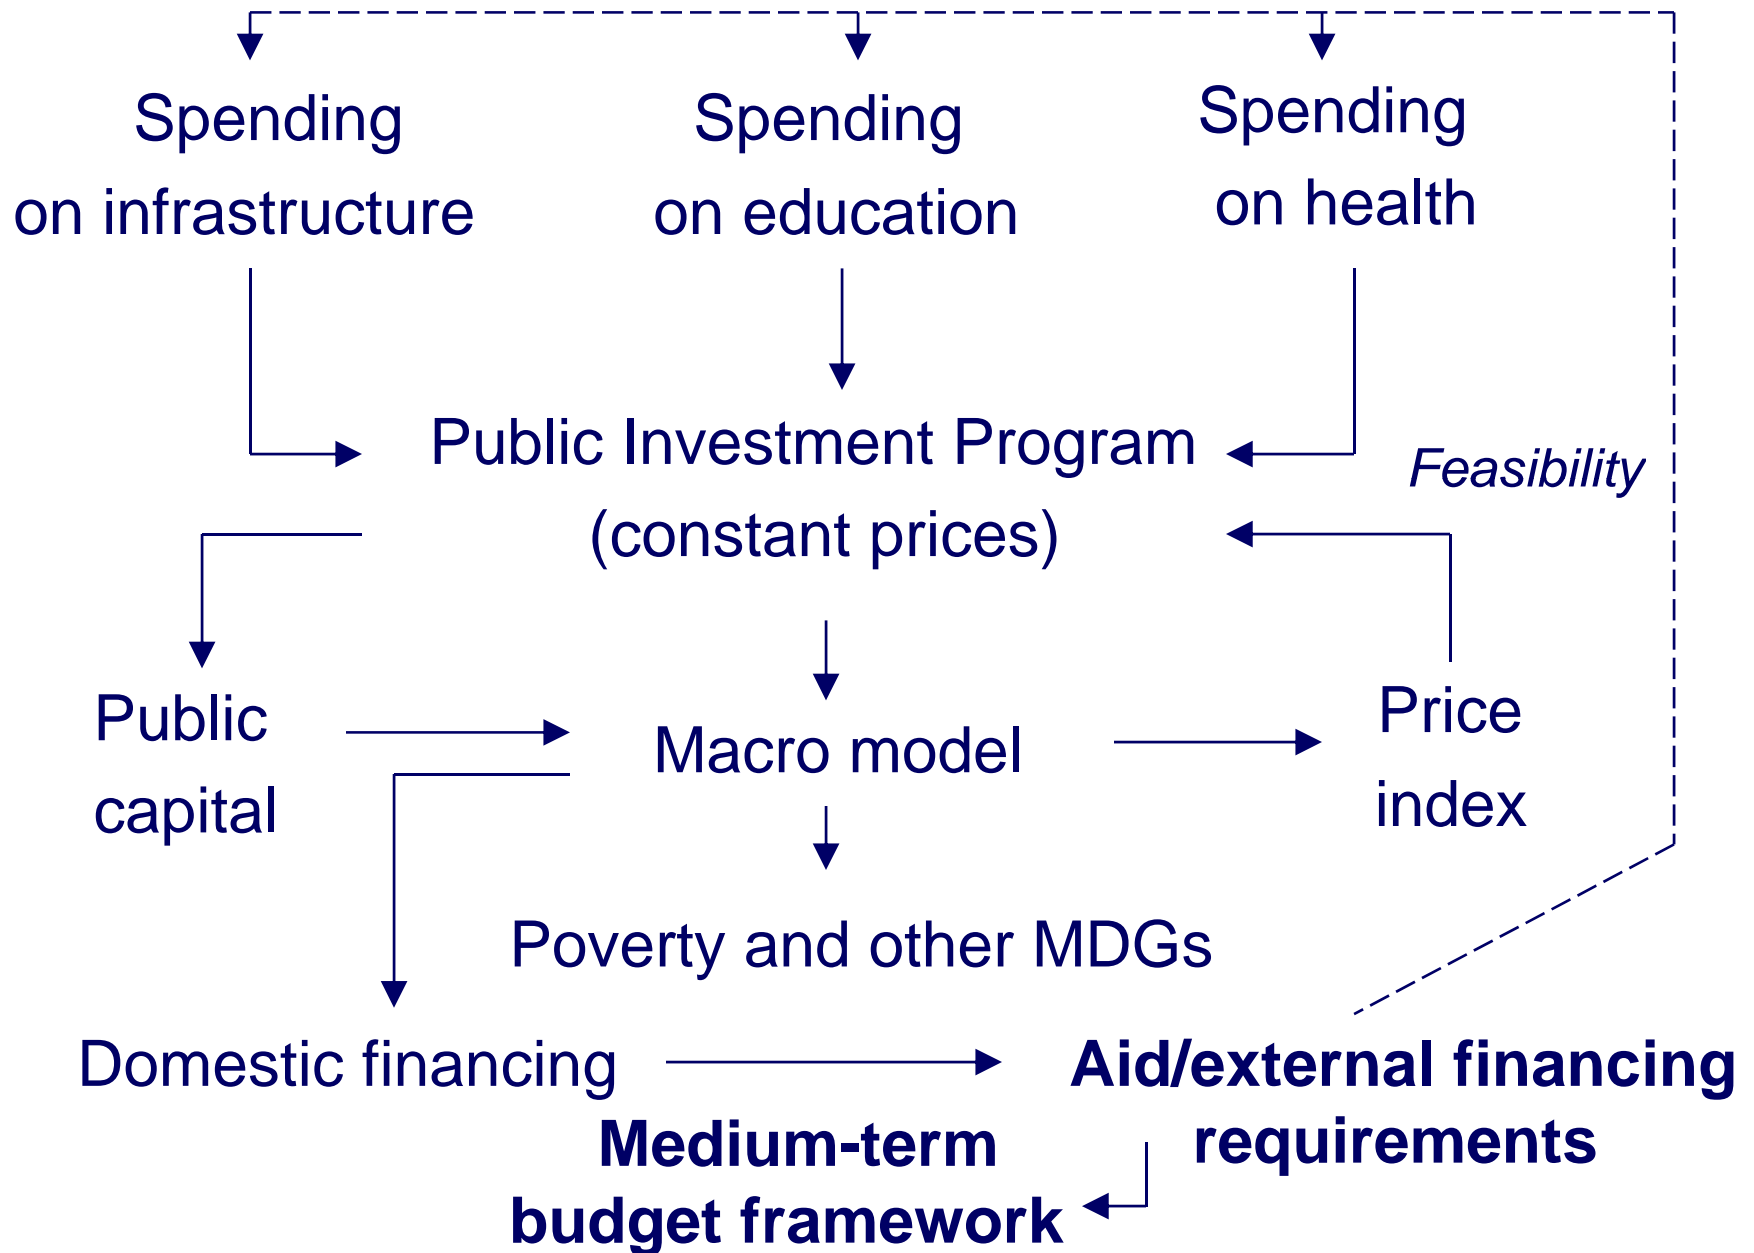 Spending
on infrastructure
Spending
on education
Spending
on health
Public Investment Program
(constant prices)
Feasibility
Public
capital
Macro model
Price
index
Poverty and other MDGs
Domestic financing
Aid/external financing
requirements
Medium-term
budget framework